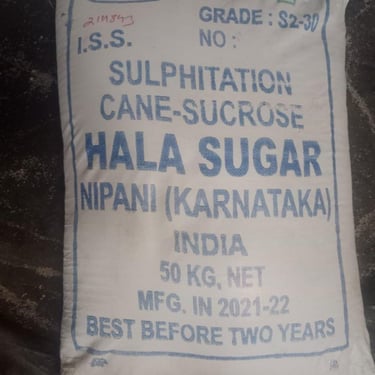 GRADE : S2-30
I.S.S. NO :
SULPHITATION
CANE-SUCROSE
HALA SUGAR
NIPANI (KARNATAKA)
INDIA
50 KG, NET
MFG. IN 2021-22
BEST BEFORE TWO YEARS